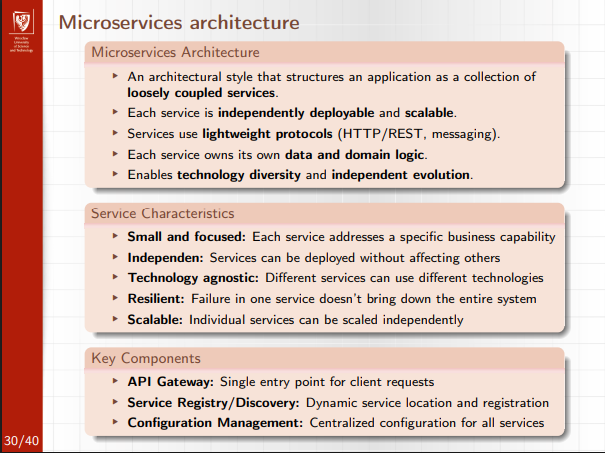 Microservices architecture
Wrocław
University
of Science
and Technology
Microservices Architecture
▸ An architectural style that structures an application as a collection of
loosely coupled services.
▸ Each service is independently deployable and scalable.
▸ Services use lightweight protocols (HTTP/REST, messaging).
▸ Each service owns its own data and domain logic.
▸ Enables technology diversity and independent evolution.
Service Characteristics
▸ Small and focused: Each service addresses a specific business capability
▸ Independen: Services can be deployed without affecting others
▸ Technology agnostic: Different services can use different technologies
▸ Resilient: Failure in one service doesn't bring down the entire system
▸ Scalable: Individual services can be scaled independently
Key Components
▸ API Gateway: Single entry point for client requests
▸ Service Registry/Discovery: Dynamic service location and registration
▸ Configuration Management: Centralized configuration for all services
30/40